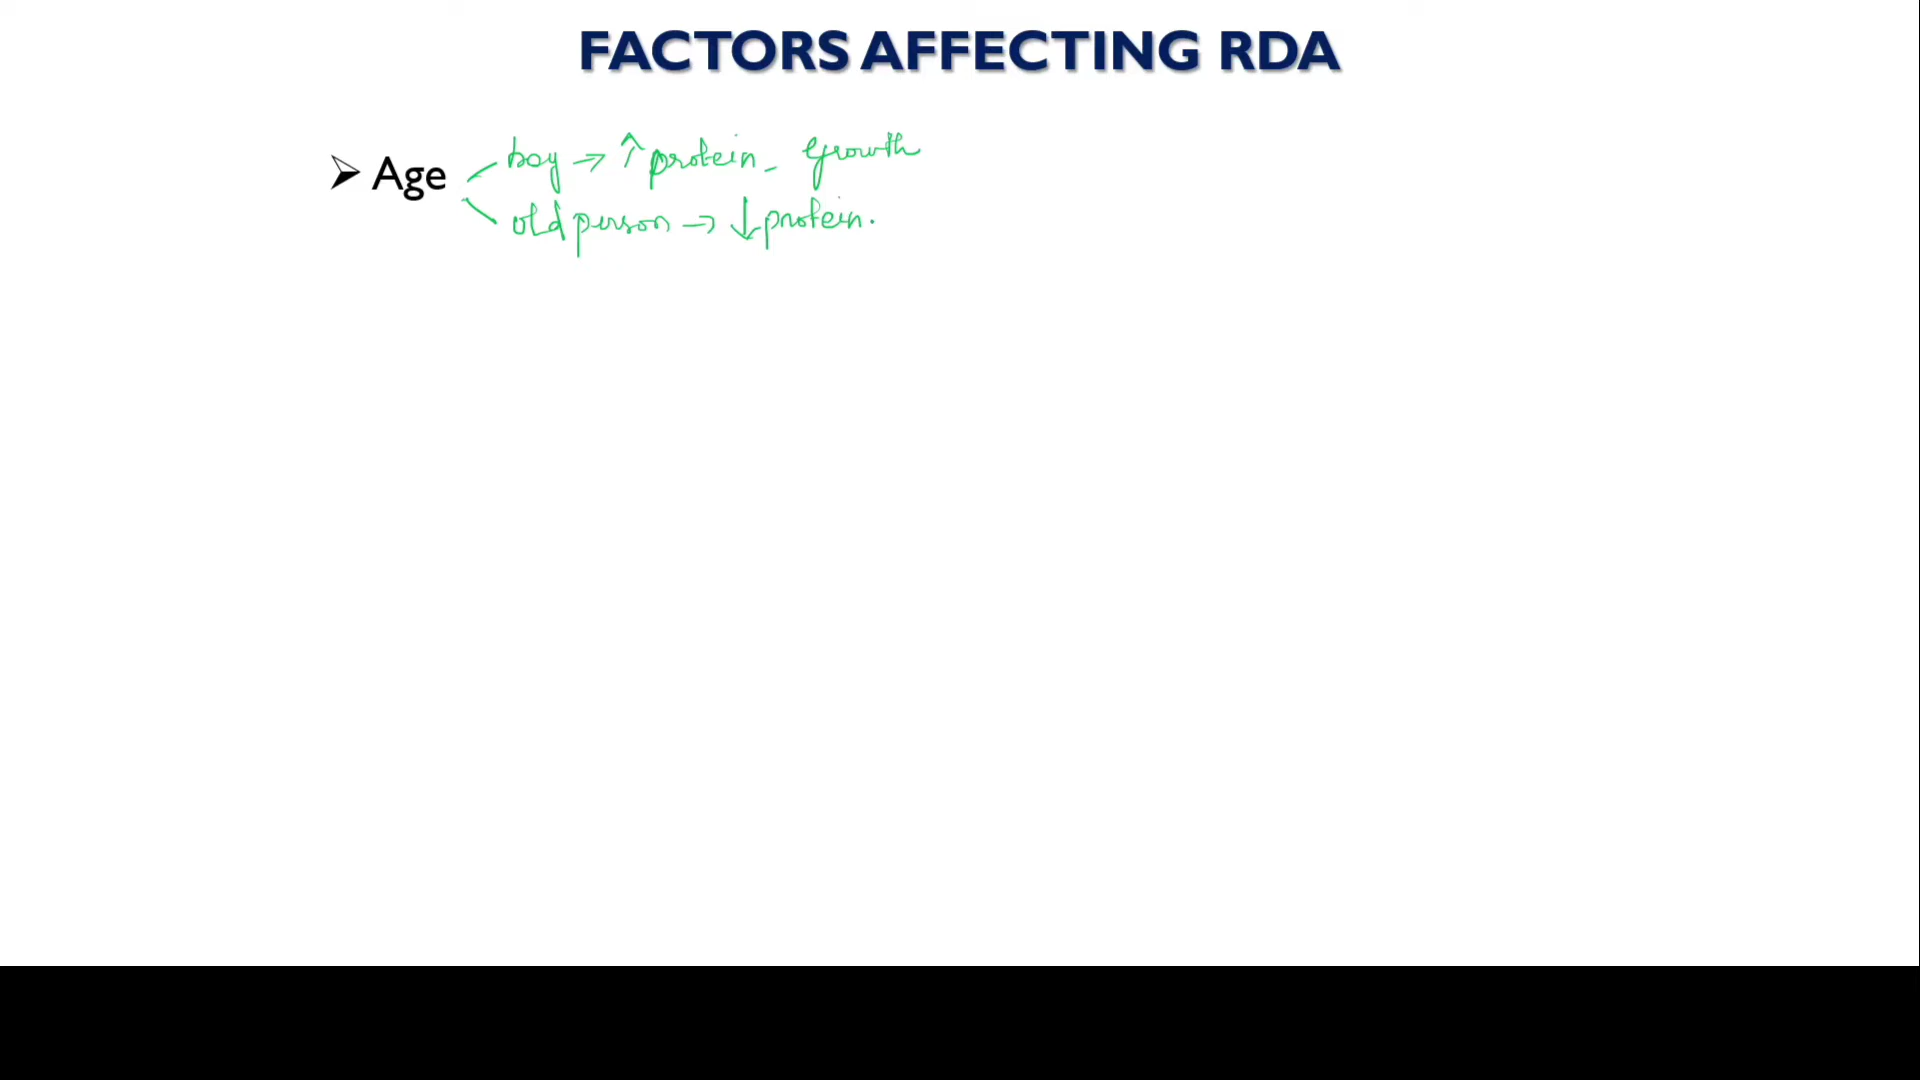 FACTORS AFFECTING RDA
➢ Age
boy → ↑ protein - growth
old person → ↓ protein.